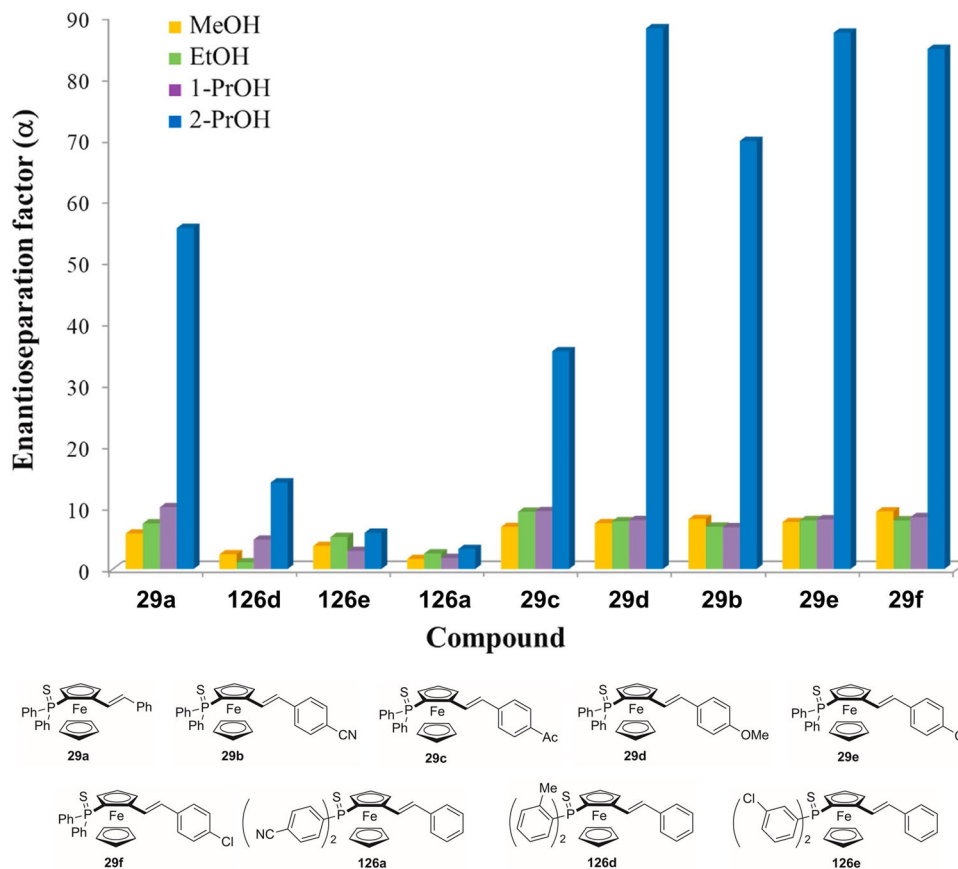 90
80
70
60
50
40
30
20
10
0
Enantioseparation factor (α)
MeOH
EtOH
1-PrOH
2-PrOH
29a 126d 126e 126a 29c 29d 29b 29e 29f
Compound
S
Ph P
Ph
Fe
Ph
29a
S
Ph P
Ph
Fe
CN
29b
S
Ph P
Ph
Fe
Ac
29c
S
Ph P
Ph
Fe
OMe
29d
S
Ph P
Ph
Fe
29e
S
Ph P
Ph
Fe
Cl
29f
NC
2
S
P
Fe
126a
Me
2
S
P
Fe
126d
Cl
2
S
P
Fe
126e